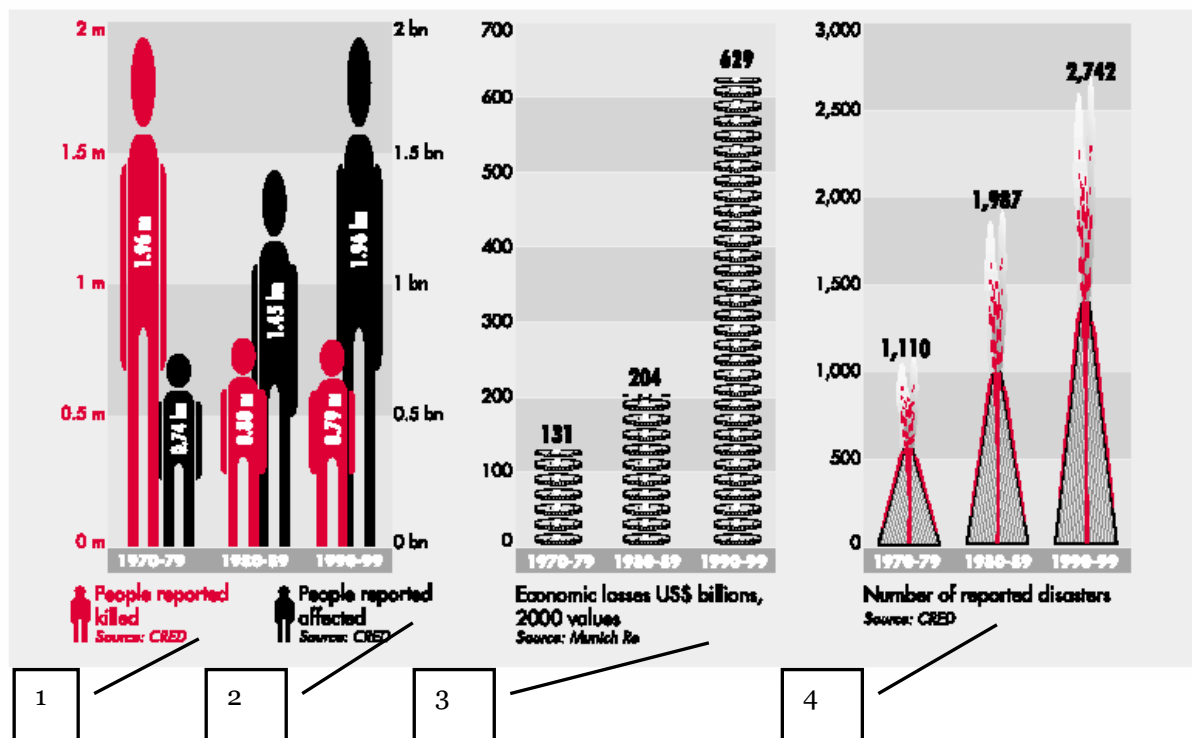 2 m
2 bn
1.5 m
1.5 bn
1 m
1 bn
0.5 m
0.5 bn
0 m
0 bn
1.96 m
0.74 bn
0.80 m
1.45 bn
0.79 m
1.96 bn
1970-79
1980-89
1990-99
People reported
killed
Source: CRED
People reported
affected
Source: CRED
700
600
500
400
300
200
100
0
131
204
629
1970-79
1980-89
1990-99
Economic losses US$ billions,
2000 values
Source: Munich Re
3,000
2,500
2,000
1,500
1,000
500
0
1,110
1,987
2,742
1970-79
1980-89
1990-99
Number of reported disasters
Source: CRED
1
2
3
4